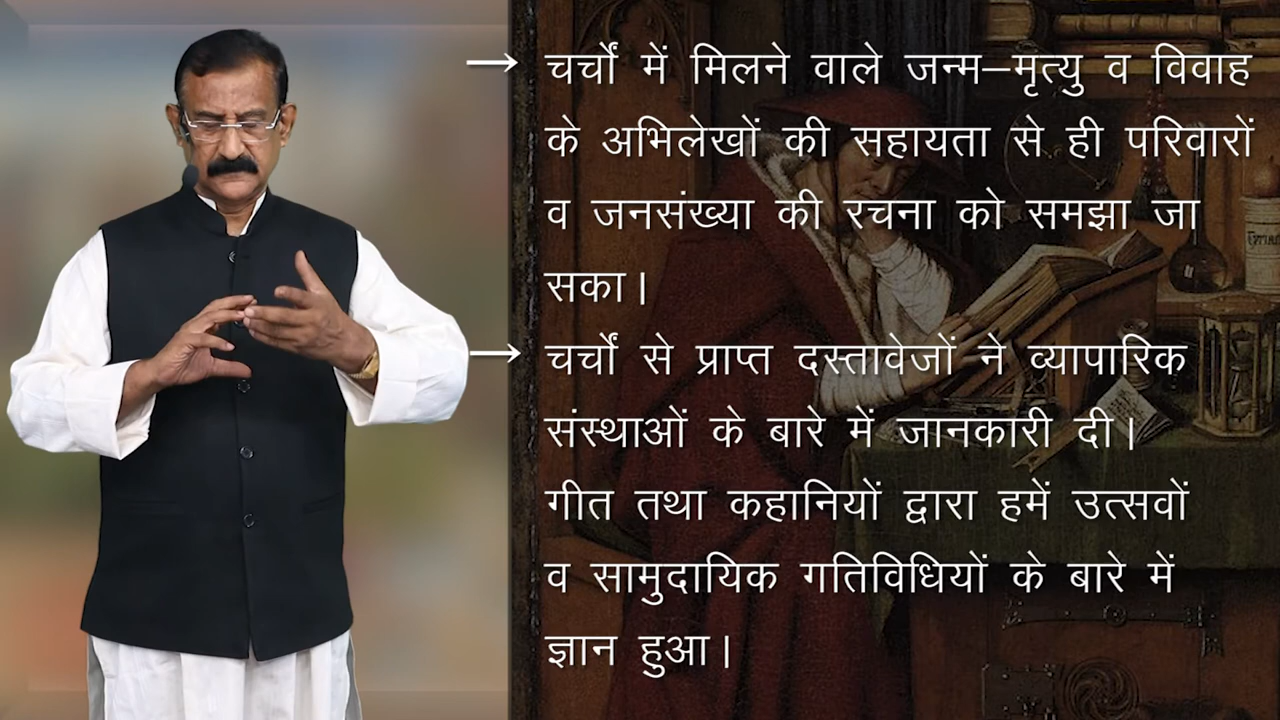 → चर्चों में मिलने वाले जन्म–मृत्यु व विवाह
के अभिलेखों की सहायता से ही परिवारों
व जनसंख्या की रचना को समझा जा
सका।
→ चर्चों से प्राप्त दस्तावेजों ने व्यापारिक
संस्थाओं के बारे में जानकारी दी।
गीत तथा कहानियों द्वारा हमें उत्सवों
व सामुदायिक गतिविधियों के बारे में
ज्ञान हुआ।